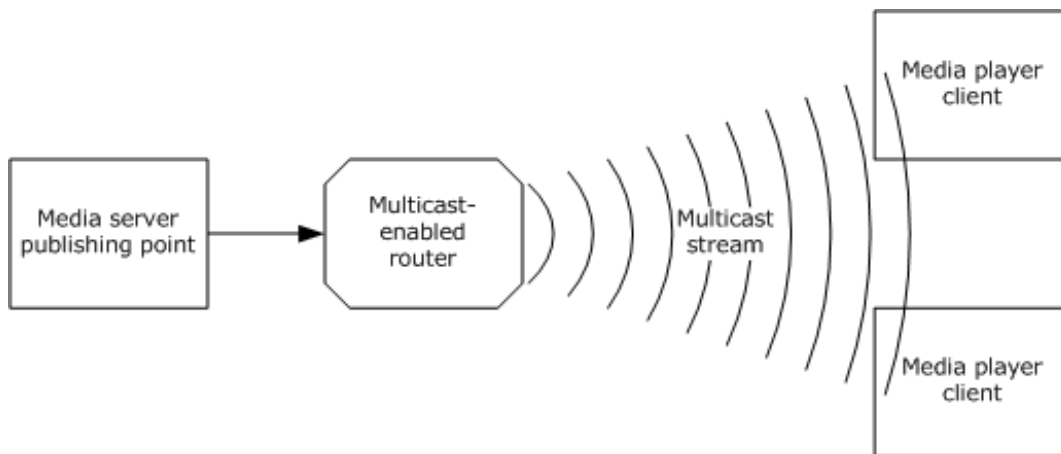 Media server
publishing point
Multicast-
enabled
router
Multicast
stream
Media player
client
Media player
client